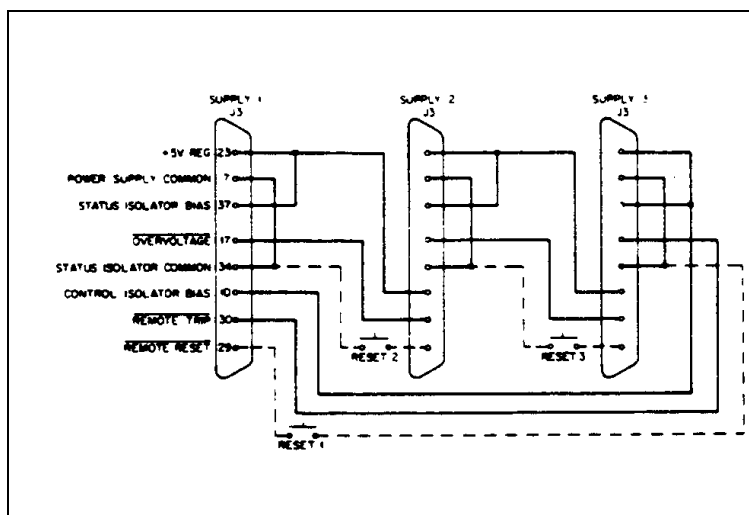 SUPPLY 1
J3
SUPPLY 2
J3
SUPPLY 3
J3
+5V REG 23
POWER SUPPLY COMMON 7
STATUS ISOLATOR BIAS 37
OVERVOLTAGE 17
STATUS ISOLATOR COMMON 34
CONTROL ISOLATOR BIAS 10
REMOTE TRIP 30
REMOTE RESET 29
RESET 2
RESET 3
RESET 1